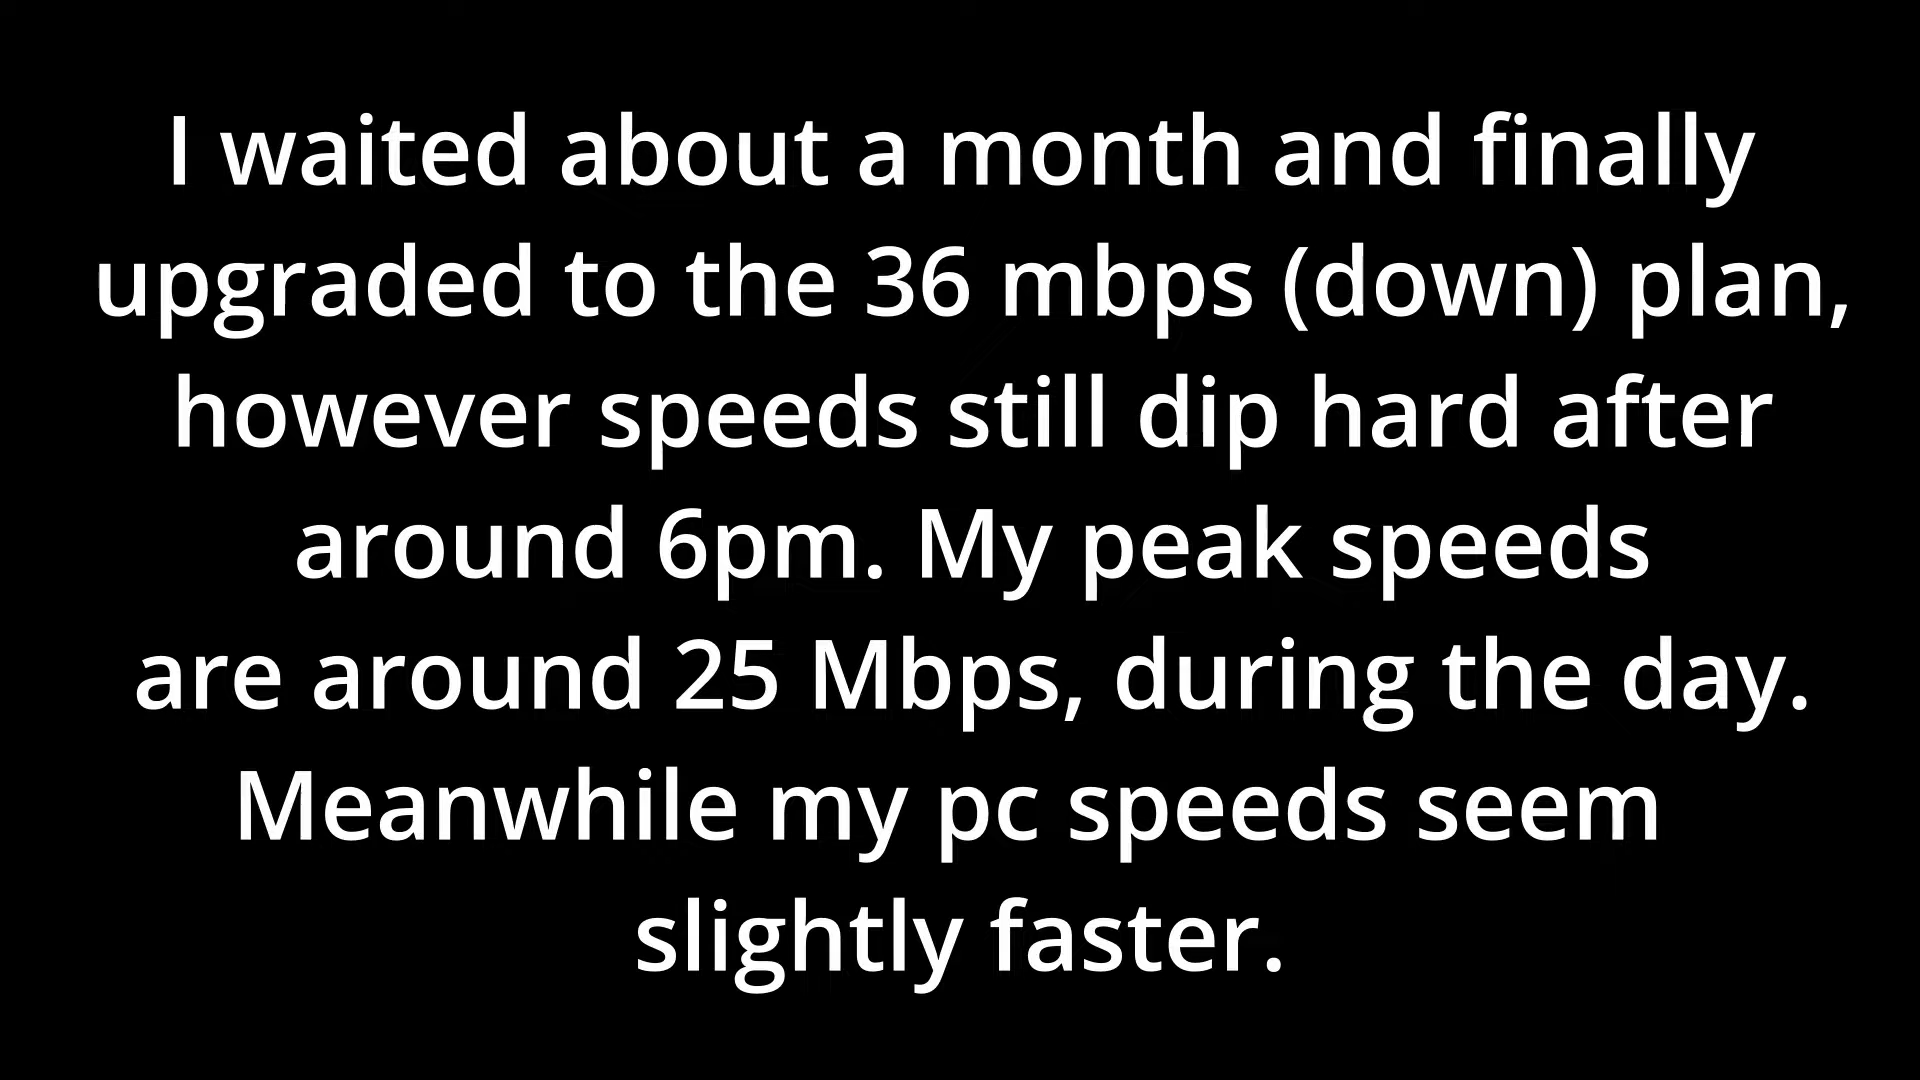 I waited about a month and finally
upgraded to the 36 mbps (down) plan,
however speeds still dip hard after
around 6pm. My peak speeds
are around 25 Mbps, during the day.
Meanwhile my pc speeds seem
slightly faster.